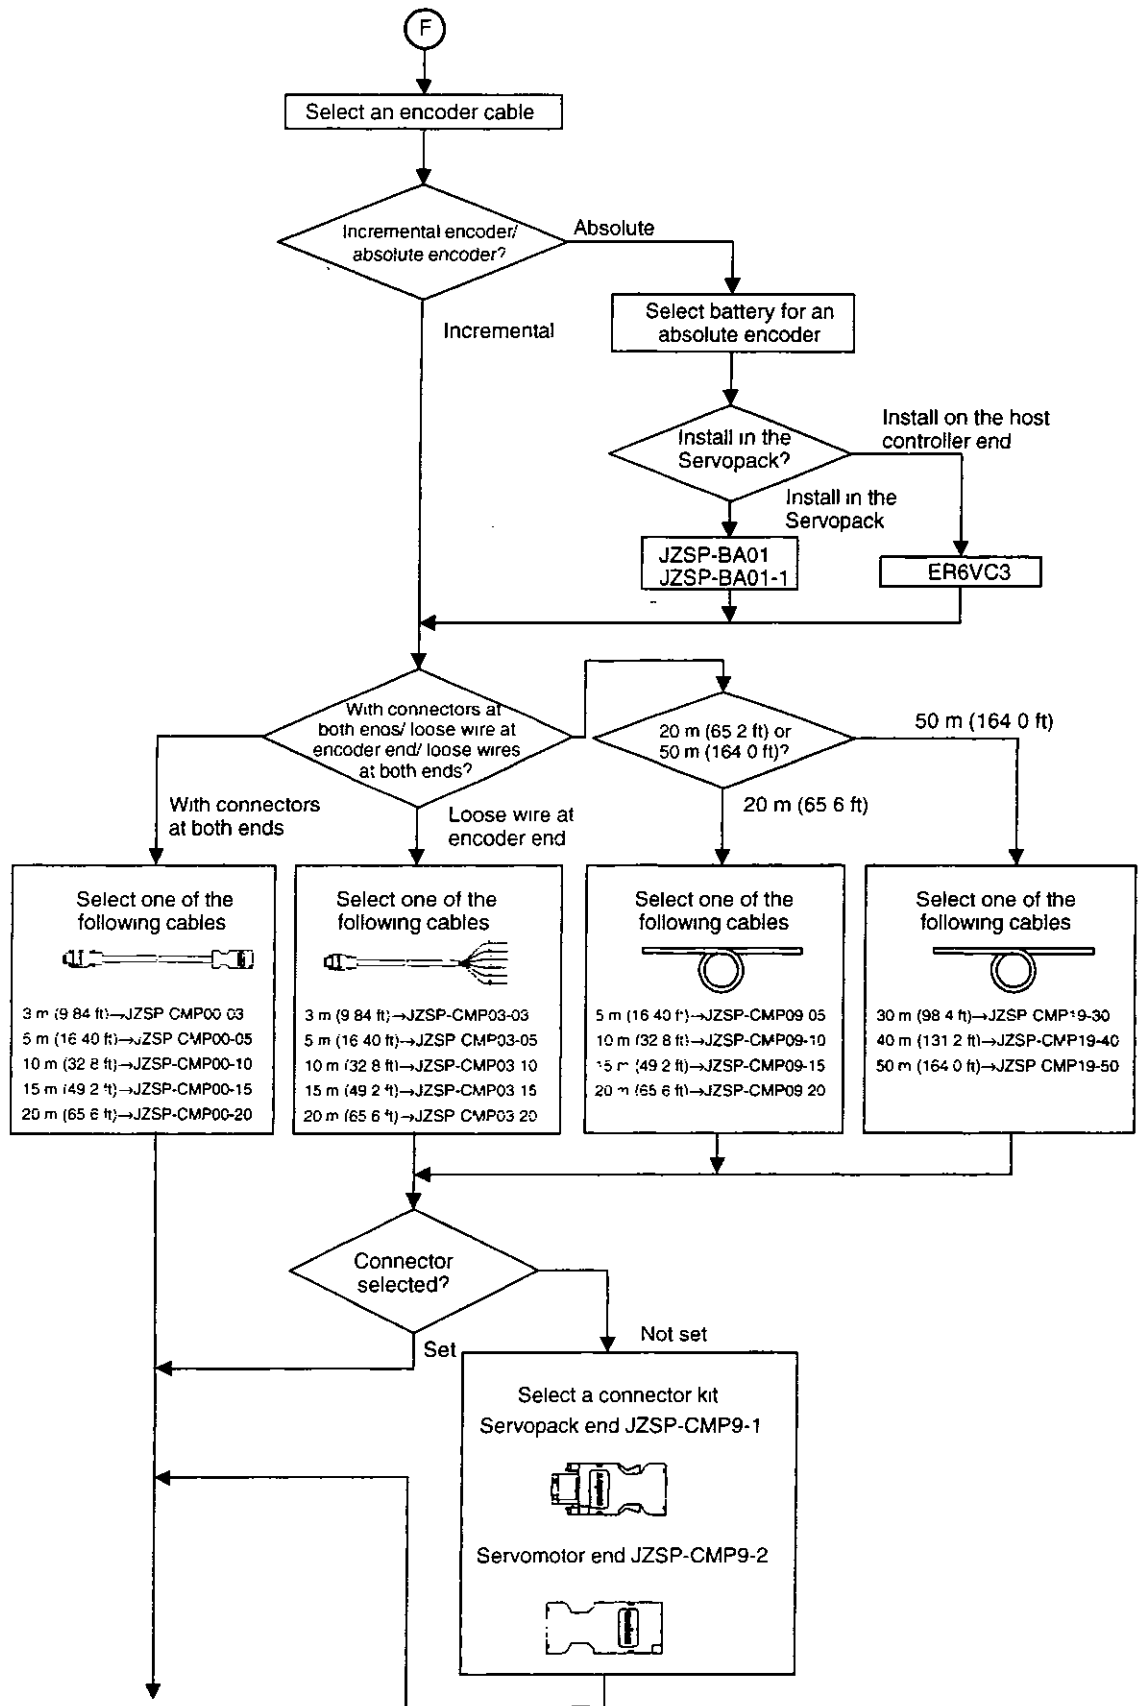 F
Select an encoder cable
Incremental encoder/
absolute encoder?
Absolute
Incremental
Select battery for an
absolute encoder
Install in the
Servopack?
Install on the host
controller end
Install in the
Servopack
JZSP-BA01
JZSP-BA01-1
ER6VC3
With connectors at
both enos/ loose wire at
encoder end/ loose wires
at both ends?
20 m (65 2 ft) or
50 m (164 0 ft)?
50 m (164 0 ft)
20 m (65 6 ft)
With connectors
at both ends
Loose wire at
encoder end
Select one of the
following cables
3 m (9 84 ft)→JZSP CMP00 03
5 m (16 40 ft)→JZSP CMP00-05
10 m (32 8 ft)→JZSP CMP00-10
15 m (49 2 ft)→JZSP-CMP00-15
20 m (65 6 ft)→JZSP-CMP00-20
Select one of the
following cables
3 m (9 84 ft)→JZSP-CMP03-03
5 m (16 40 ft)→JZSP CMP03-05
10 m (32 8 ft)→JZSP CMP03 10
15 m (49 2 ft)→JZSP CMP03 15
20 m (65 6 ft)→JZSP CMP03 20
Select one of the
following cables
5 m (16 40 ft)→JZSP-CMP09 05
10 m (32 8 ft)→JZSP-CMP09-10
15 m (49 2 ft)→JZSP-CMP09-15
20 m (65 6 ft)→JZSP-CMP09 20
Select one of the
following cables
30 m (98 4 ft)→JZSP CMP19-30
40 m (131 2 ft)→JZSP-CMP19-40
50 m (164 0 ft)→JZSP CMP19-50
Connector
selected?
Set
Not set
Select a connector kit
Servopack end JZSP-CMP9-1
Servomotor end JZSP-CMP9-2